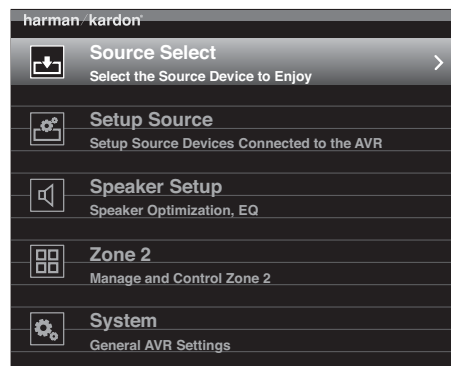 harman/kardon®
Source Select
Select the Source Device to Enjoy
Setup Source
Setup Source Devices Connected to the AVR
Speaker Setup
Speaker Optimization, EQ
Zone 2
Manage and Control Zone 2
System
General AVR Settings